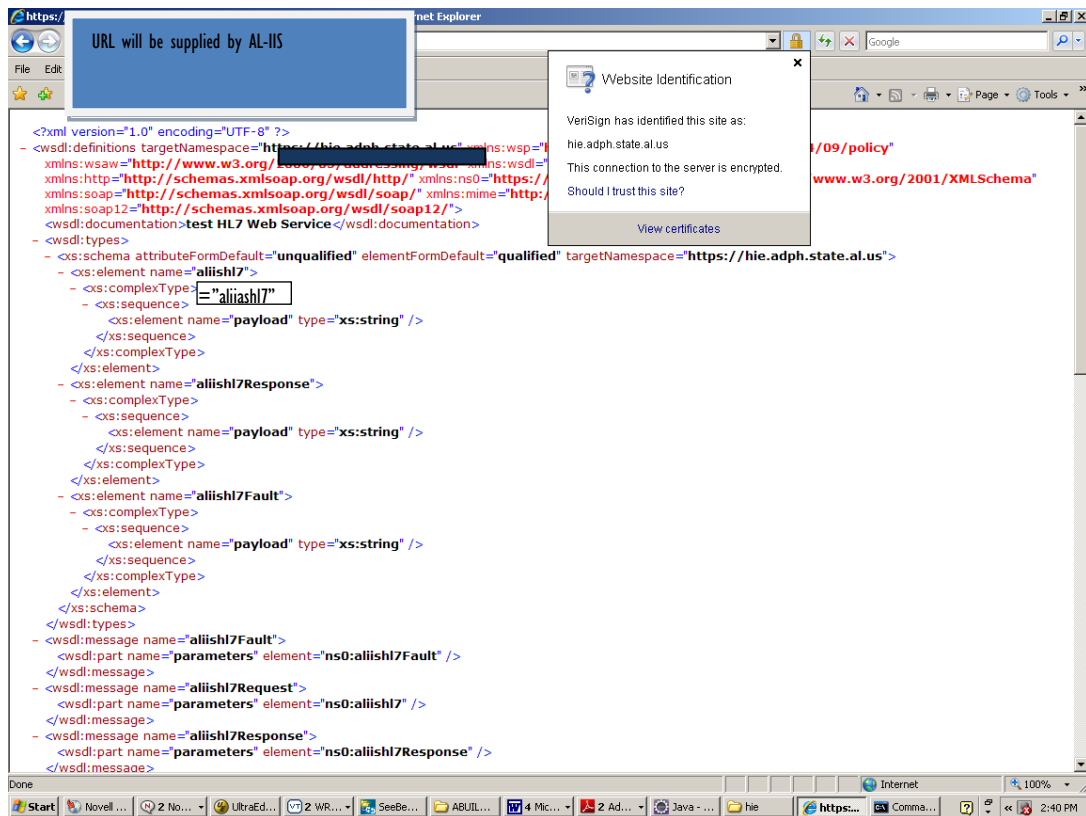 https:/
rnet Explorer
URL will be supplied by AL-IIS
Google
File Edit
Page Tools »
Website Identification
VeriSign has identified this site as:
hie.adph.state.al.us
This connection to the server is encrypted.
Should I trust this site?
View certificates
<?xml version="1.0" encoding="UTF-8" ?>
- <wsdl:definitions targetNamespace="https://hie.adph.state.al.us" xmlns:wsp="h 4/09/policy"
xmlns:wsaw="http://www.w3.org/ xmlns:wsdl="
xmlns:http="http://schemas.xmlsoap.org/wsdl/http/" xmlns:ns0="https:// www.w3.org/2001/XMLSchema"
xmlns:soap="http://schemas.xmlsoap.org/wsdl/soap/" xmlns:mime="http:/
xmlns:soap12="http://schemas.xmlsoap.org/wsdl/soap12/">
<wsdl:documentation>test HL7 Web Service</wsdl:documentation>
- <wsdl:types>
- <xs:schema attributeFormDefault="unqualified" elementFormDefault="qualified" targetNamespace="https://hie.adph.state.al.us">
- <xs:element name="aliishl7">
- <xs:complexType>
="aliiashl7"
- <xs:sequence>
<xs:element name="payload" type="xs:string" />
</xs:sequence>
</xs:complexType>
</xs:element>
- <xs:element name="aliishl7Response">
- <xs:complexType>
- <xs:sequence>
<xs:element name="payload" type="xs:string" />
</xs:sequence>
</xs:complexType>
</xs:element>
- <xs:element name="aliishl7Fault">
- <xs:complexType>
- <xs:sequence>
<xs:element name="payload" type="xs:string" />
</xs:sequence>
</xs:complexType>
</xs:element>
</xs:schema>
</wsdl:types>
- <wsdl:message name="aliishl7Fault">
<wsdl:part name="parameters" element="ns0:aliishl7Fault" />
</wsdl:message>
- <wsdl:message name="aliishl7Request">
<wsdl:part name="parameters" element="ns0:aliishl7" />
</wsdl:message>
- <wsdl:message name="aliishl7Response">
<wsdl:part name="parameters" element="ns0:aliishl7Response" />
</wsdl:message>
Done Internet 100%
Start Novell ... 2 No... UltraEd... 2 WR... SeeBe... ABUIL... 4 Mic... 2 Ad... Java - ... hie https:... Comma... « 2:40 PM